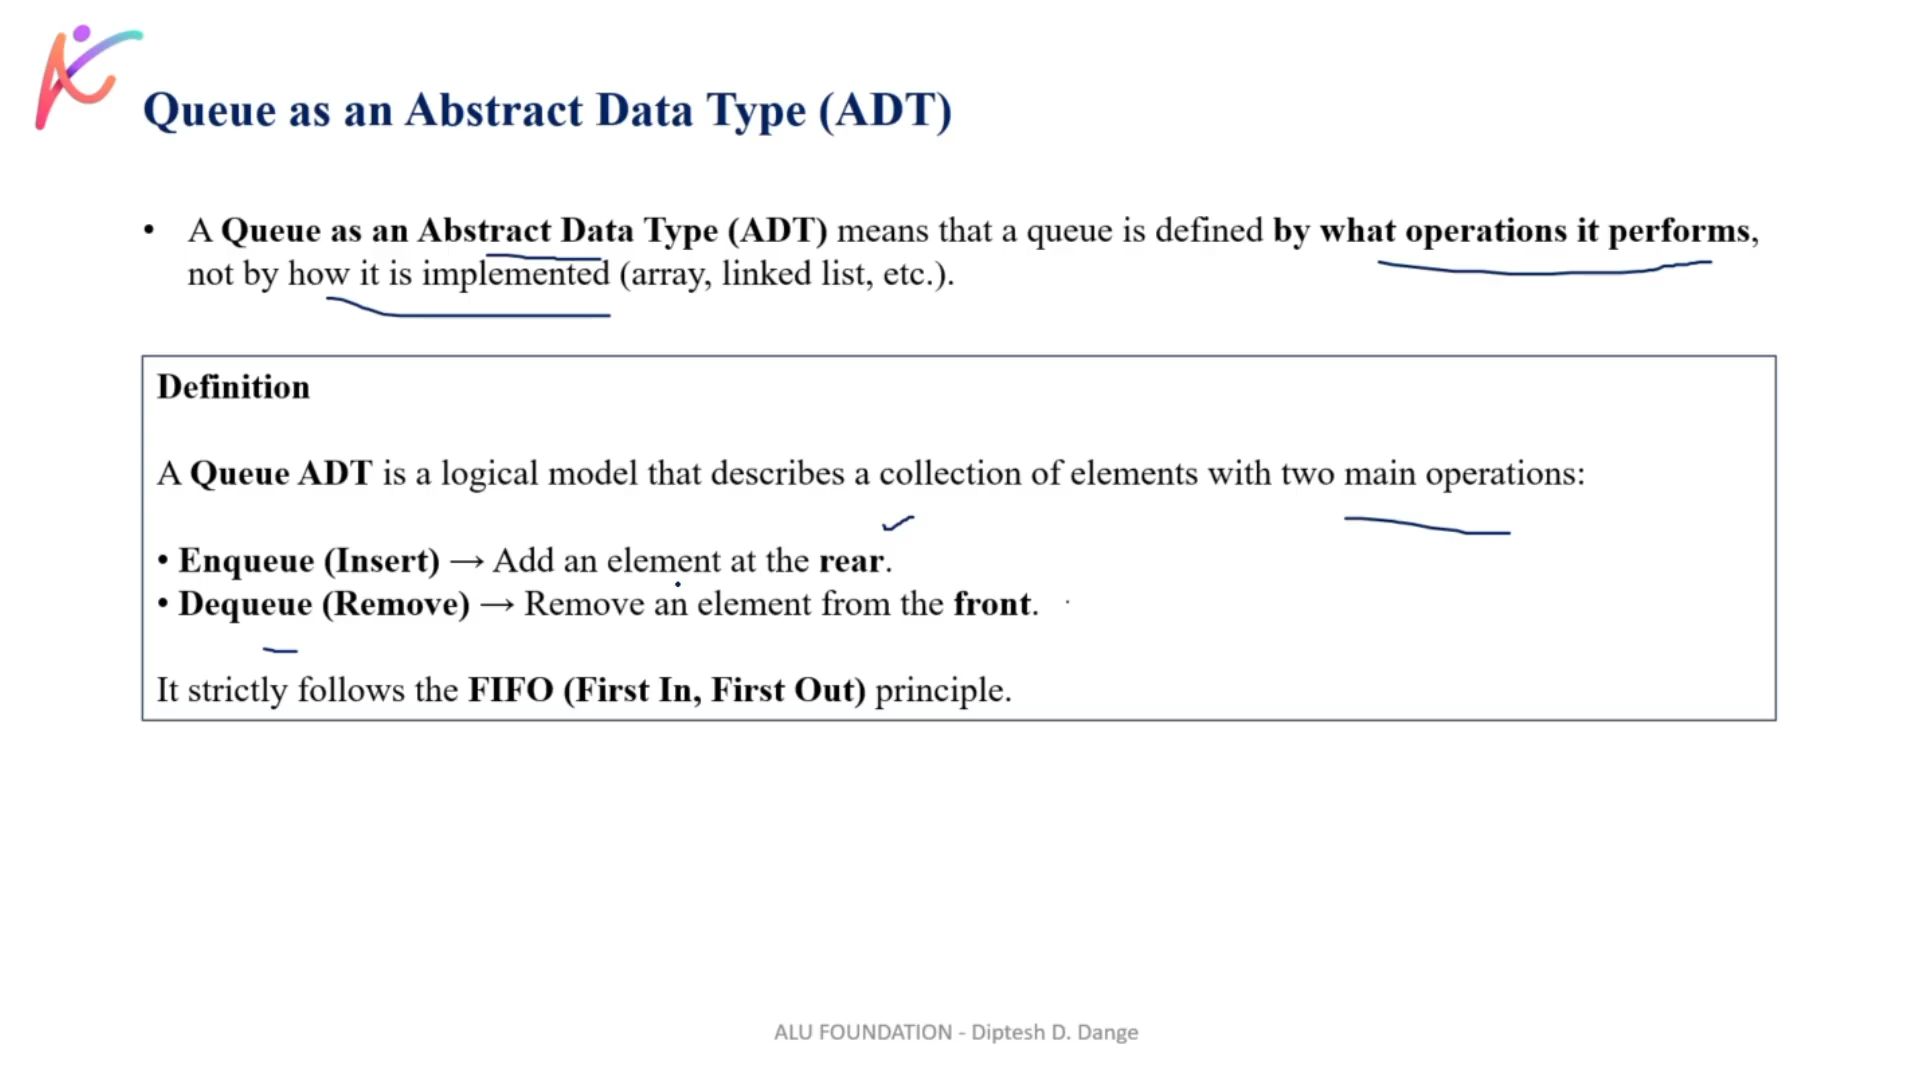 Queue as an Abstract Data Type (ADT)
• A Queue as an Abstract Data Type (ADT) means that a queue is defined by what operations it performs,
not by how it is implemented (array, linked list, etc.).
Definition
A Queue ADT is a logical model that describes a collection of elements with two main operations:
• Enqueue (Insert) → Add an element at the rear.
• Dequeue (Remove) → Remove an element from the front.
It strictly follows the FIFO (First In, First Out) principle.
ALU FOUNDATION - Diptesh D. Dange